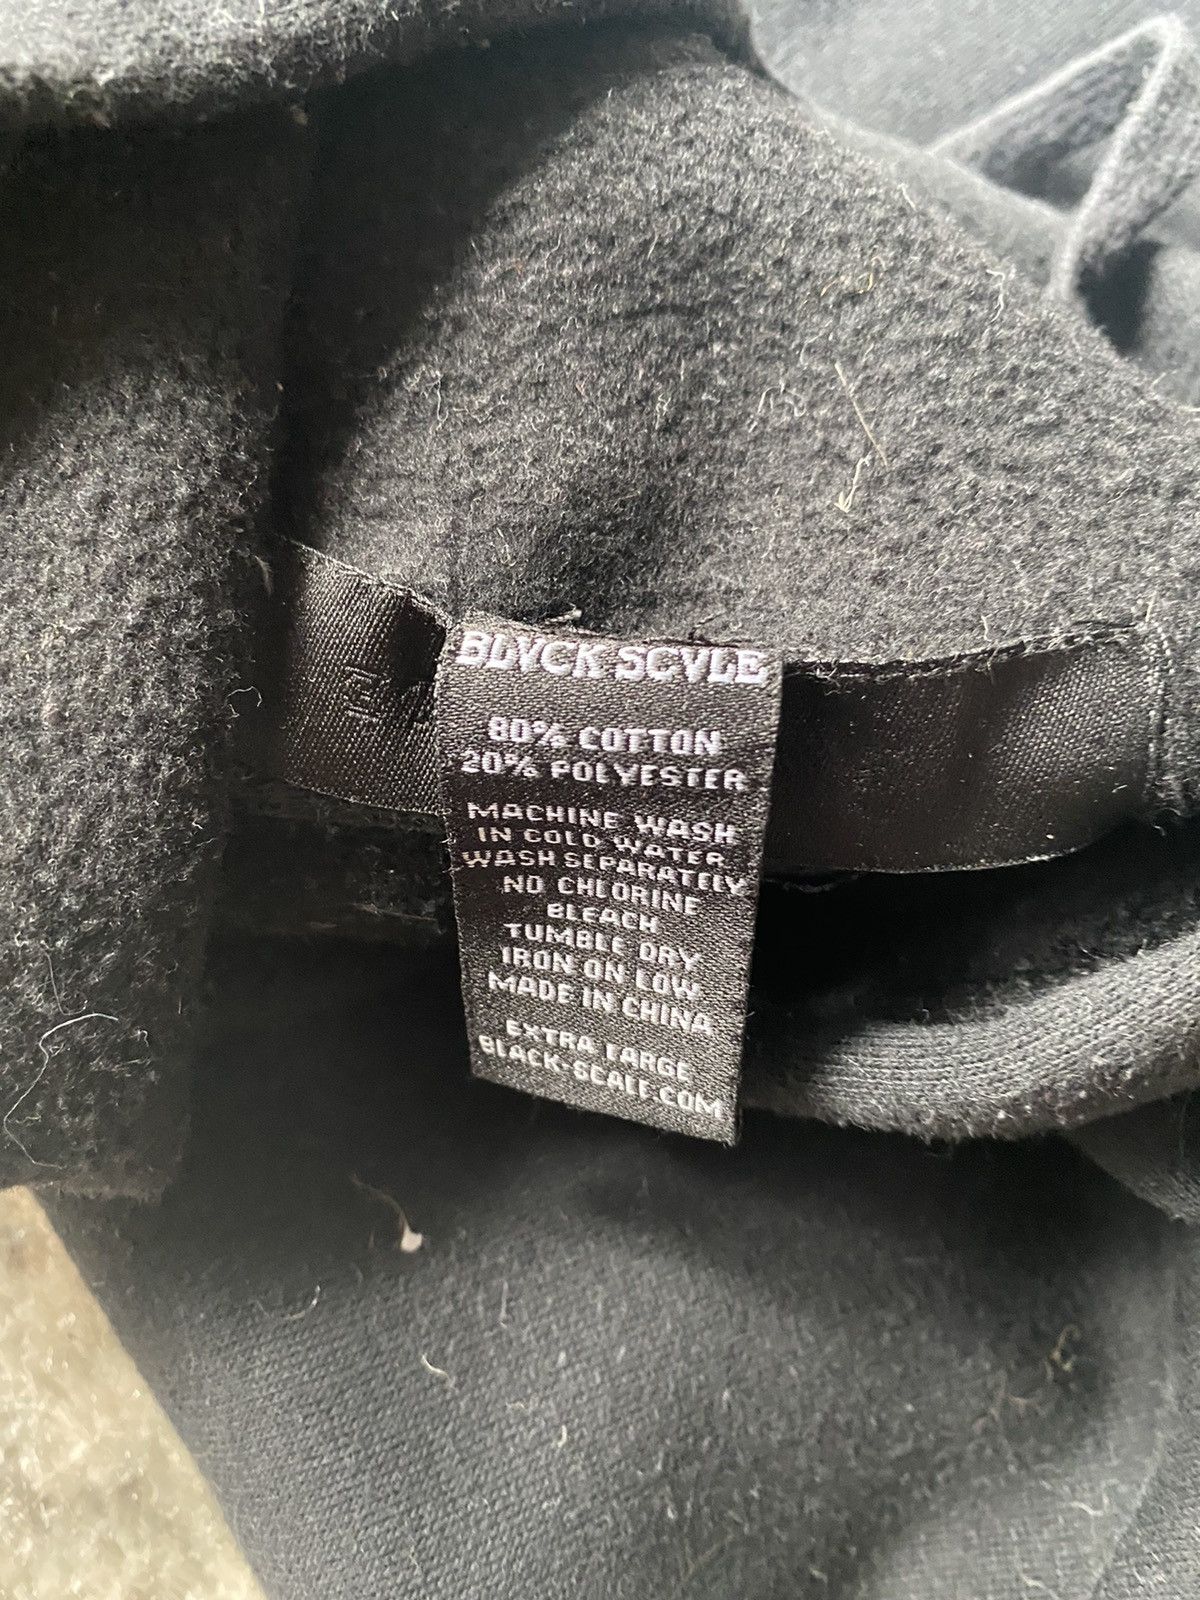 BLVCK SCVLE
80% COTTON
20% POLYESTER
MACHINE WASH
IN COLD WATER
WASH SEPARATELY
NO CHLORINE
BLEACH
TUMBLE DRY
IRON ON LOW
MADE IN CHINA
EXTRA LARGE
BLACK-SCALE.COM